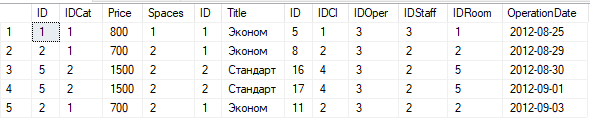 ID IDCat Price Spaces ID Title ID IDCl IDOper IDStaff IDRoom OperationDate
1 1 1 800 1 1 Эконом 5 1 3 3 1 2012-08-25
2 2 1 700 2 1 Эконом 8 2 3 2 2 2012-08-29
3 5 2 1500 2 2 Стандарт 16 4 3 2 5 2012-08-30
4 5 2 1500 2 2 Стандарт 17 4 3 2 5 2012-09-01
5 2 1 700 2 1 Эконом 11 2 3 2 2 2012-09-03